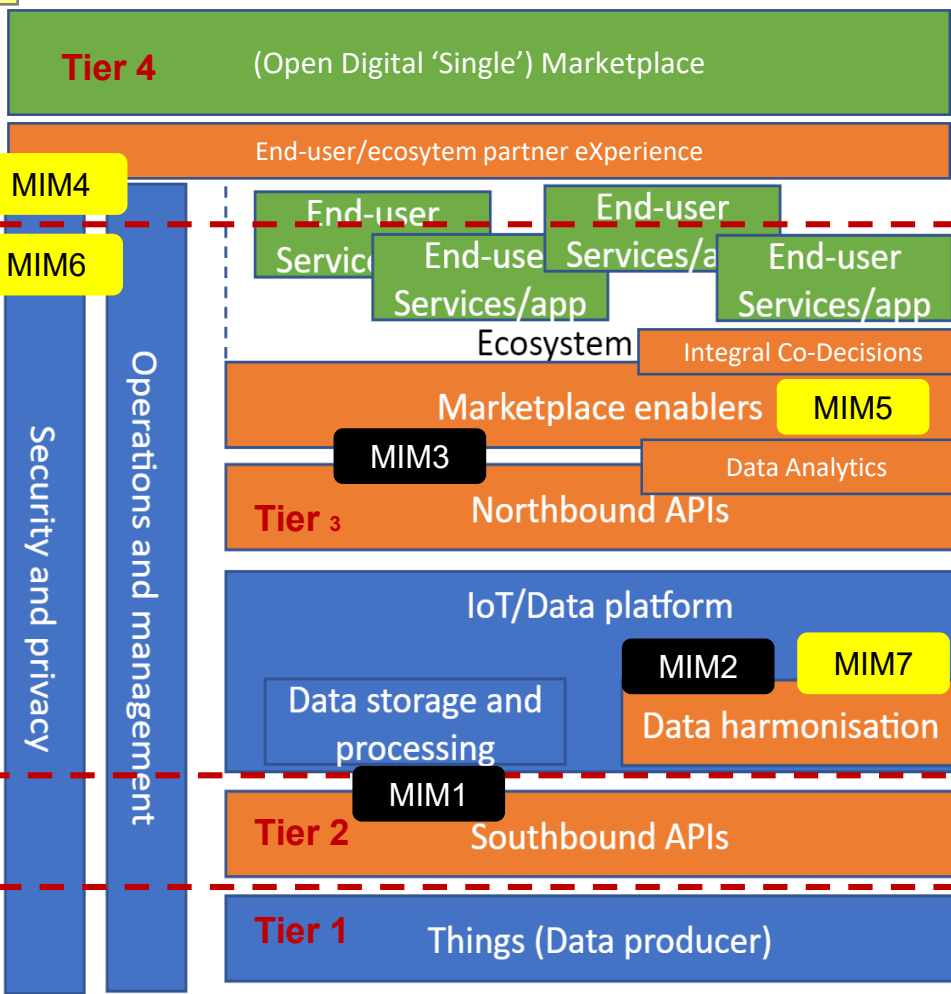 Tier 4
(Open Digital ‘Single’) Marketplace
End-user/ecosytem partner eXperience
MIM4
MIM6
End-user
Servic
End-use
Services/app
End-user
Services/a
End-user
Services/app
Ecosystem
Integral Co-Decisions
Marketplace enablers
MIM5
MIM3
Data Analytics
Tier 3
Northbound APIs
Security and privacy
Operations and management
IoT/Data platform
MIM2
MIM7
Data storage and
processing
Data harmonisation
MIM1
Tier 2
Southbound APIs
Tier 1
Things (Data producer)